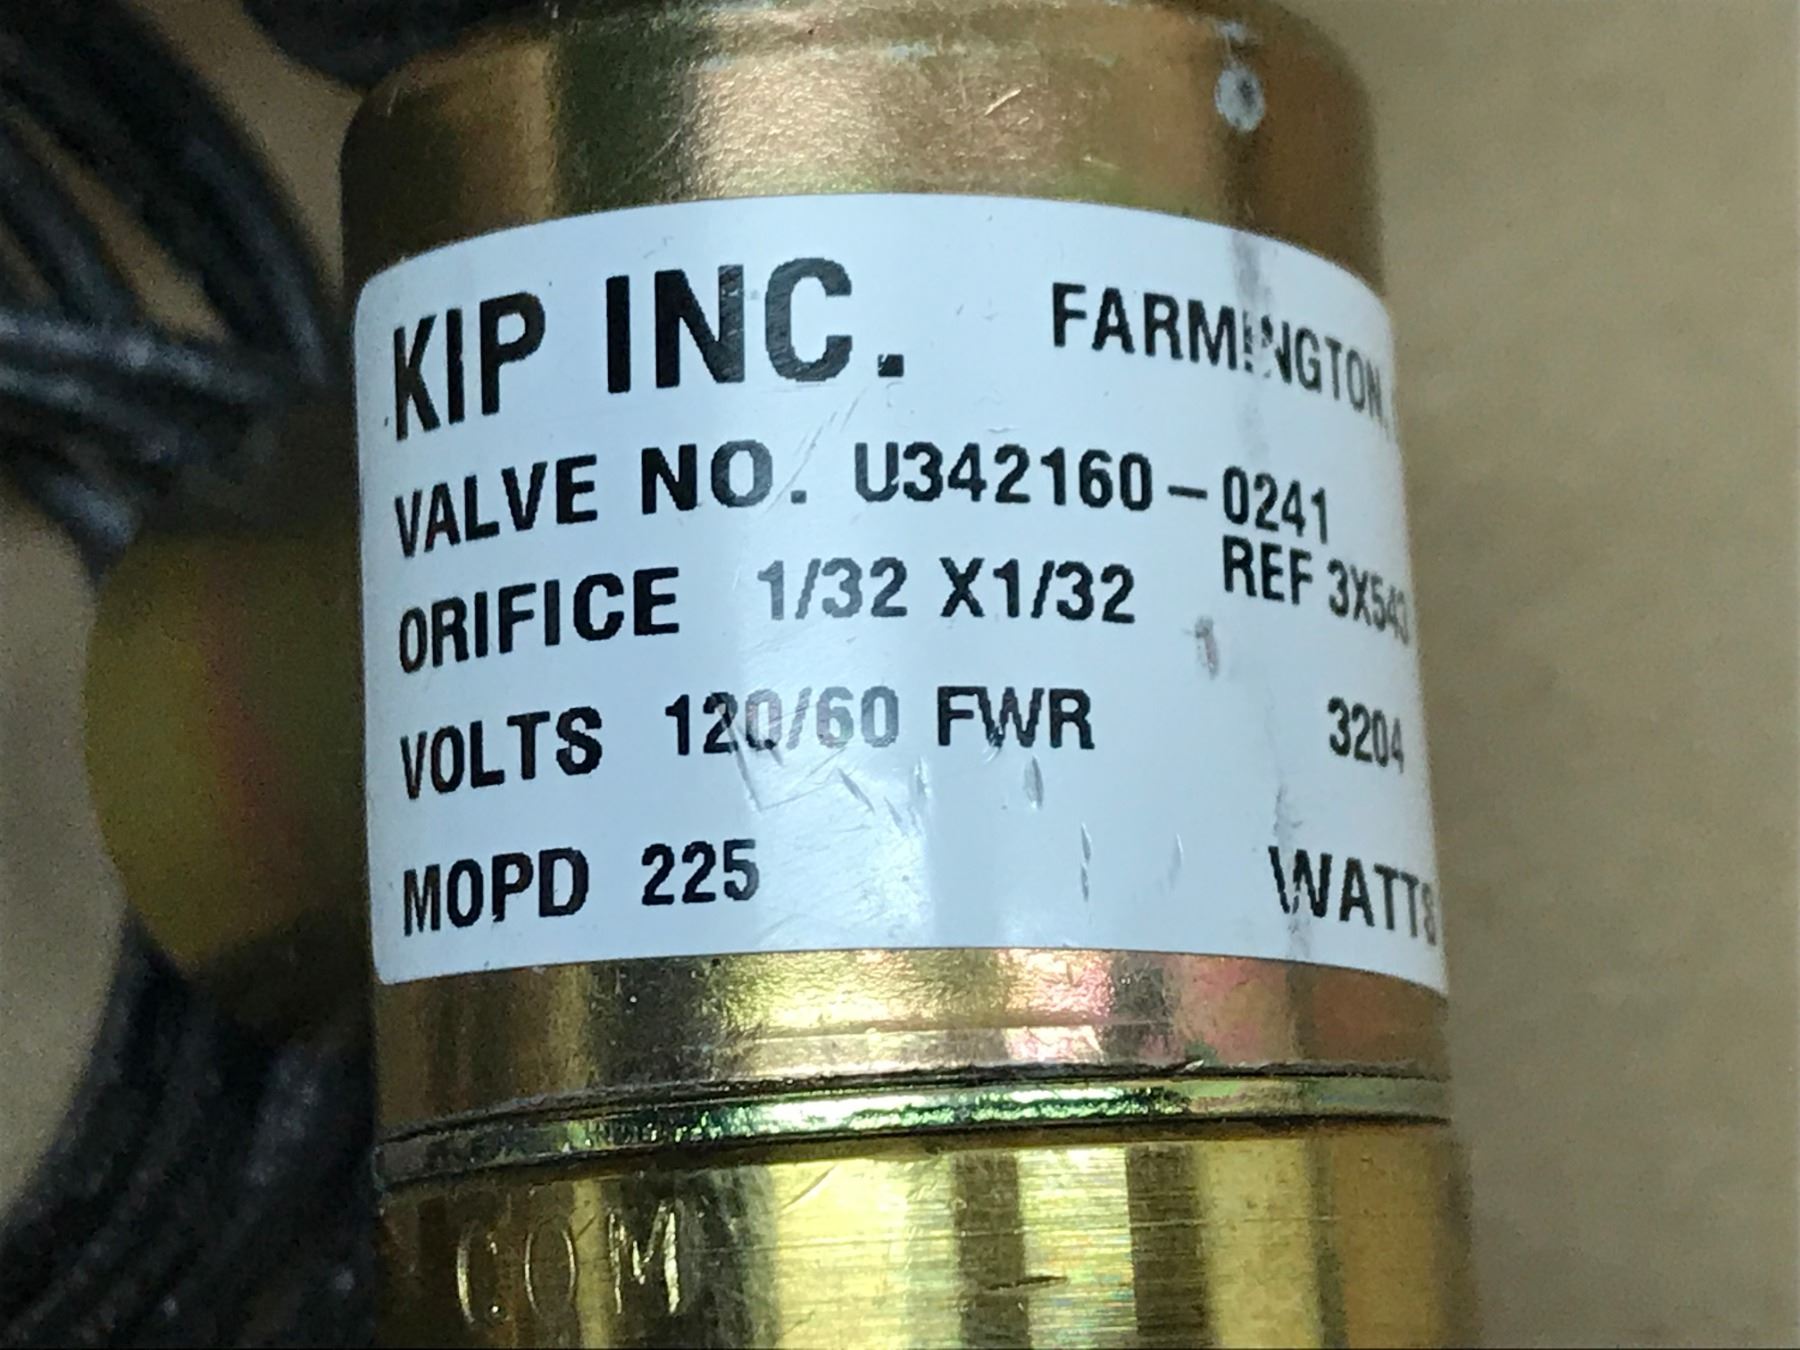 KIP INC. FARMINGTON,
VALVE NO. U342160-0241
ORIFICE 1/32 X1/32 REF 3X543
VOLTS 120/60 FWR 3204
MOPD 225 WATTS
COM